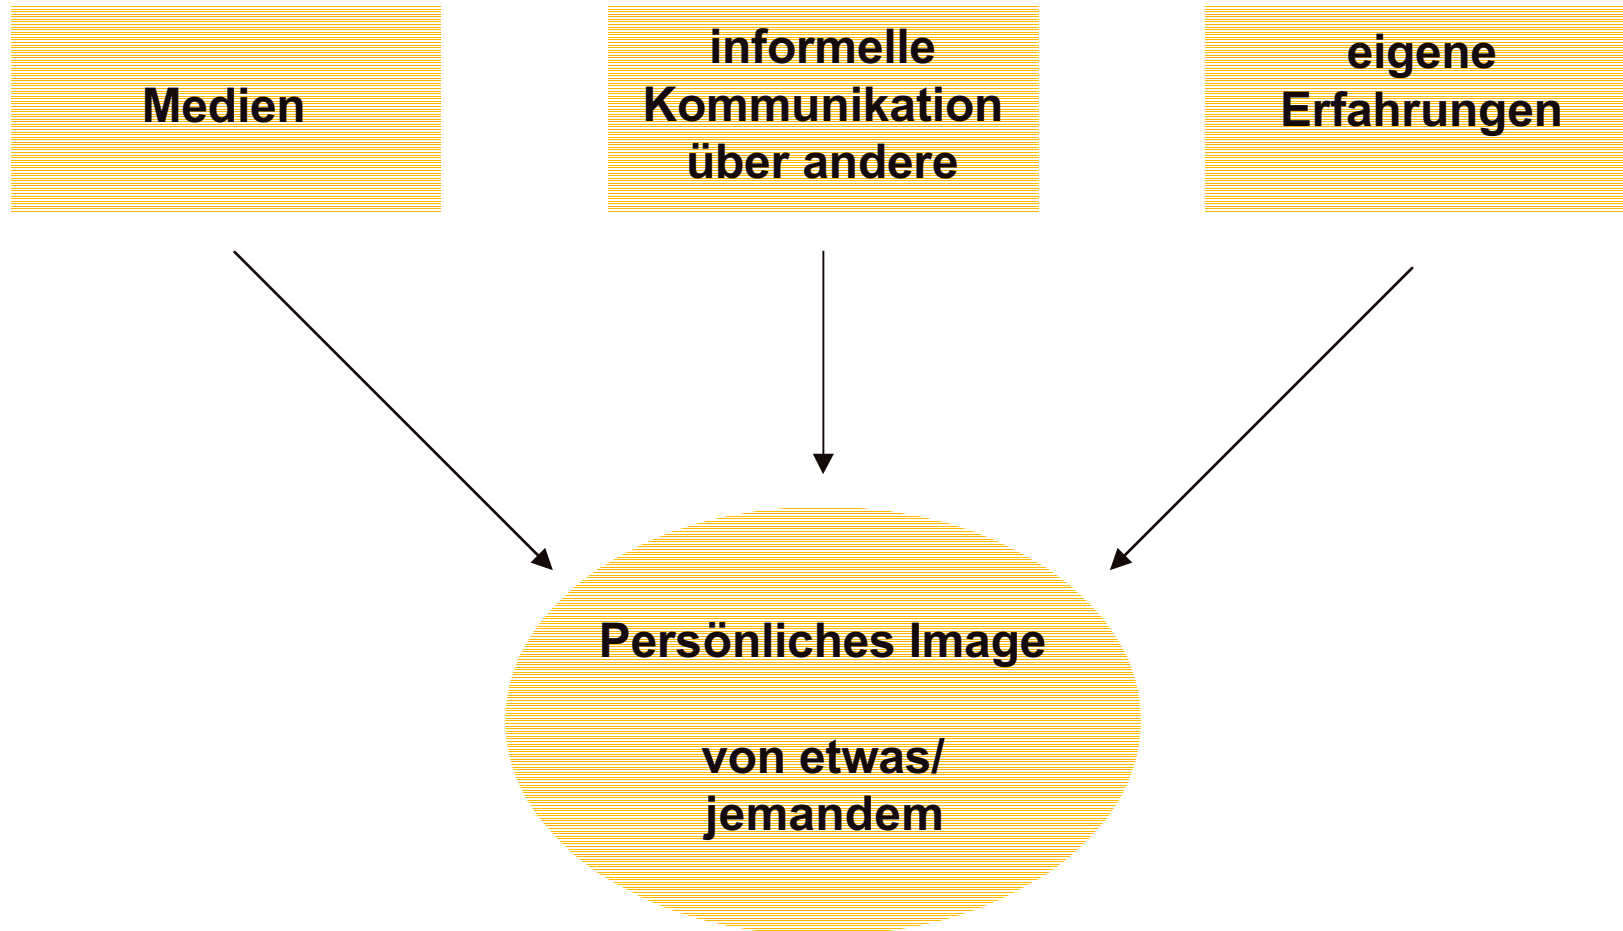 Medien
informelle
Kommunikation
über andere
eigene
Erfahrungen
Persönliches Image
von etwas/
jemandem